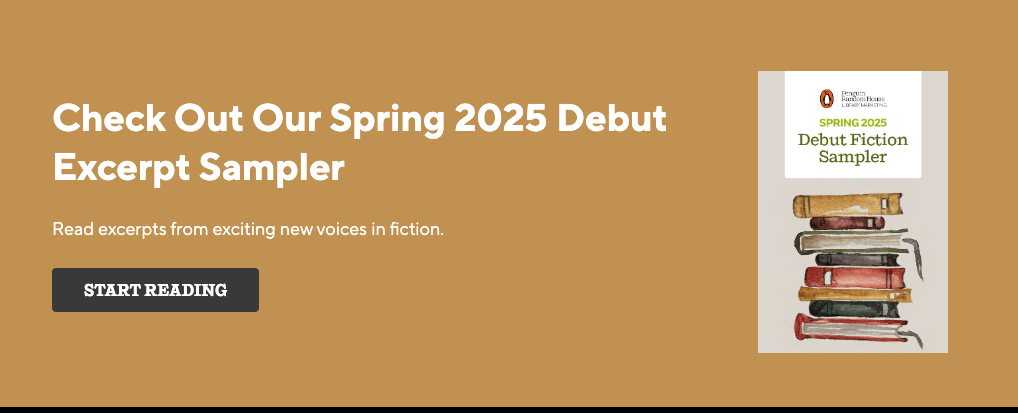 Check Out Our Spring 2025 Debut
Excerpt Sampler
Read excerpts from exciting new voices in fiction.
START READING
Penguin
Random House
LIBRARY MARKETING
SPRING 2025
Debut Fiction
Sampler